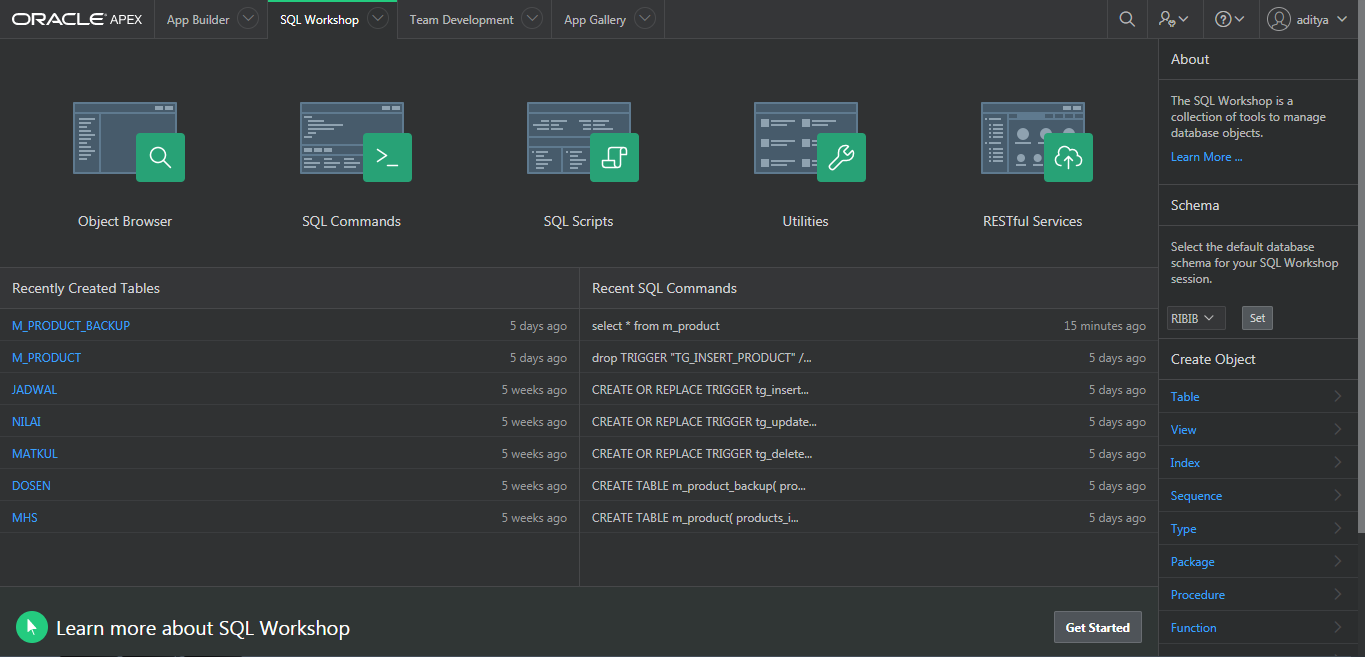 ORACLE APEX App Builder SQL Workshop Team Development App Gallery aditya
Object Browser SQL Commands SQL Scripts Utilities RESTful Services
Recently Created Tables
M_PRODUCT_BACKUP 5 days ago
M_PRODUCT 5 days ago
JADWAL 5 weeks ago
NILAI 5 weeks ago
MATKUL 5 weeks ago
DOSEN 5 weeks ago
MHS 5 weeks ago
Recent SQL Commands
select * from m_product 15 minutes ago
drop TRIGGER "TG_INSERT_PRODUCT" /... 5 days ago
CREATE OR REPLACE TRIGGER tg_insert... 5 days ago
CREATE OR REPLACE TRIGGER tg_update... 5 days ago
CREATE OR REPLACE TRIGGER tg_delete... 5 days ago
CREATE TABLE m_product_backup( pro... 5 days ago
CREATE TABLE m_product( products_i... 5 days ago
Learn more about SQL Workshop Get Started
About
The SQL Workshop is a
collection of tools to manage
database objects.
Learn More ...
Schema
Select the default database
schema for your SQL Workshop
session.
RIBIB Set
Create Object
Table
View
Index
Sequence
Type
Package
Procedure
Function